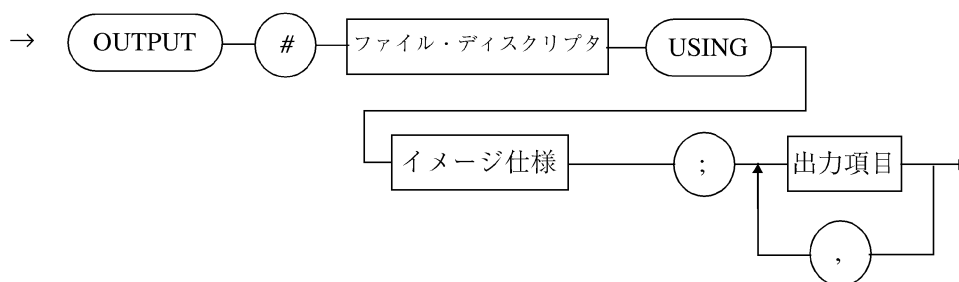 → OUTPUT # ファイル・ディスクリプタ USING
イメージ仕様 ; 出力項目
,